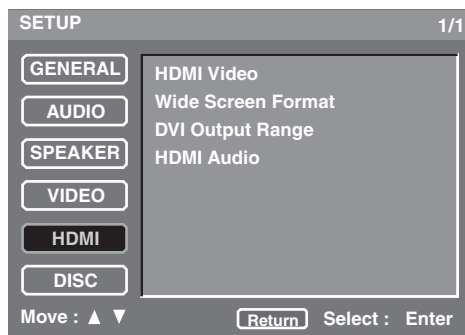 SETUP 1/1
GENERAL
AUDIO
SPEAKER
VIDEO
HDMI
DISC
HDMI Video
Wide Screen Format
DVI Output Range
HDMI Audio
Move : ▲ ▼ Return Select : Enter